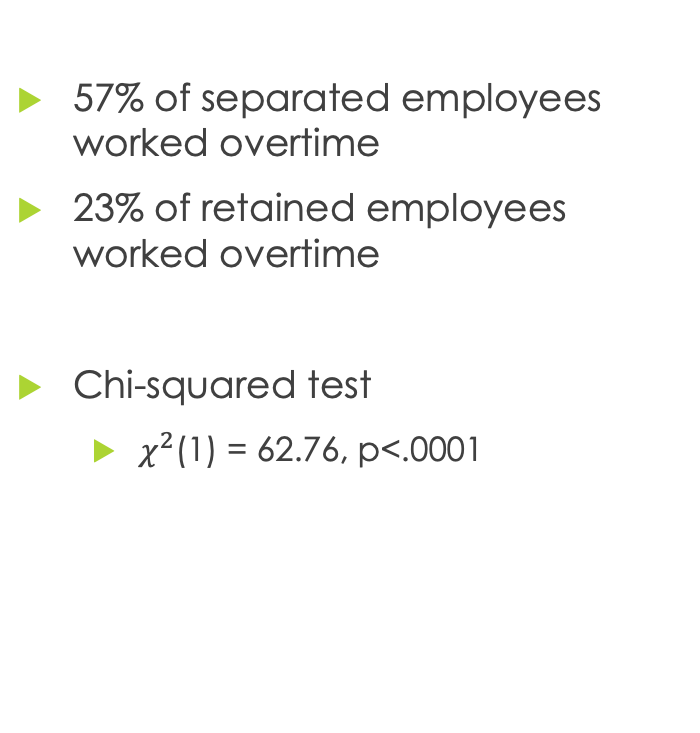 57% of separated employees
worked overtime
23% of retained employees
worked overtime
Chi-squared test
𝜒²(1) = 62.76, p<.0001